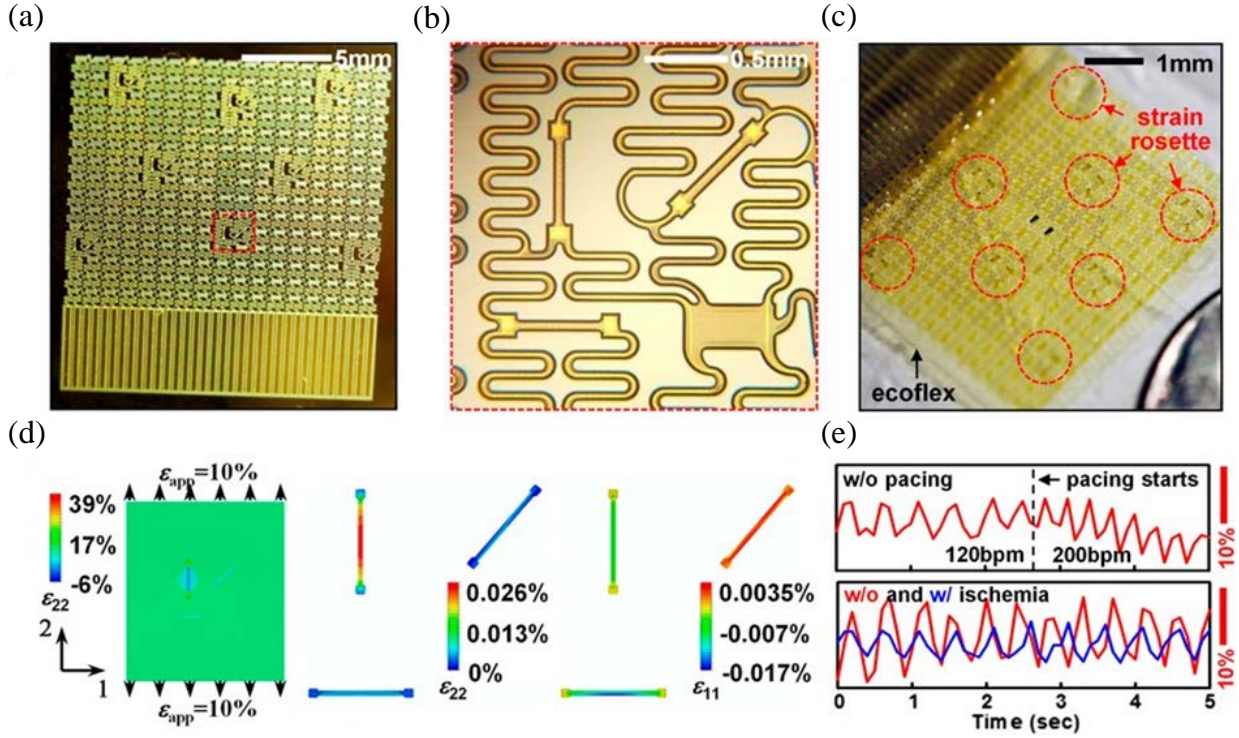 (a)
(b)
(c)
5mm
0.5mm
1mm
strain
rosette
ecoflex
(d)
(e)
εapp=10%
39%
17%
-6%
ε22
2
1
εapp=10%
0.026%
0.013%
0%
ε22
0.0035%
-0.007%
-0.017%
ε11
w/o pacing
pacing starts
120bpm
200bpm
10%
w/o and w/ ischemia
10%
0 1 2 3 4 5
Time (sec)